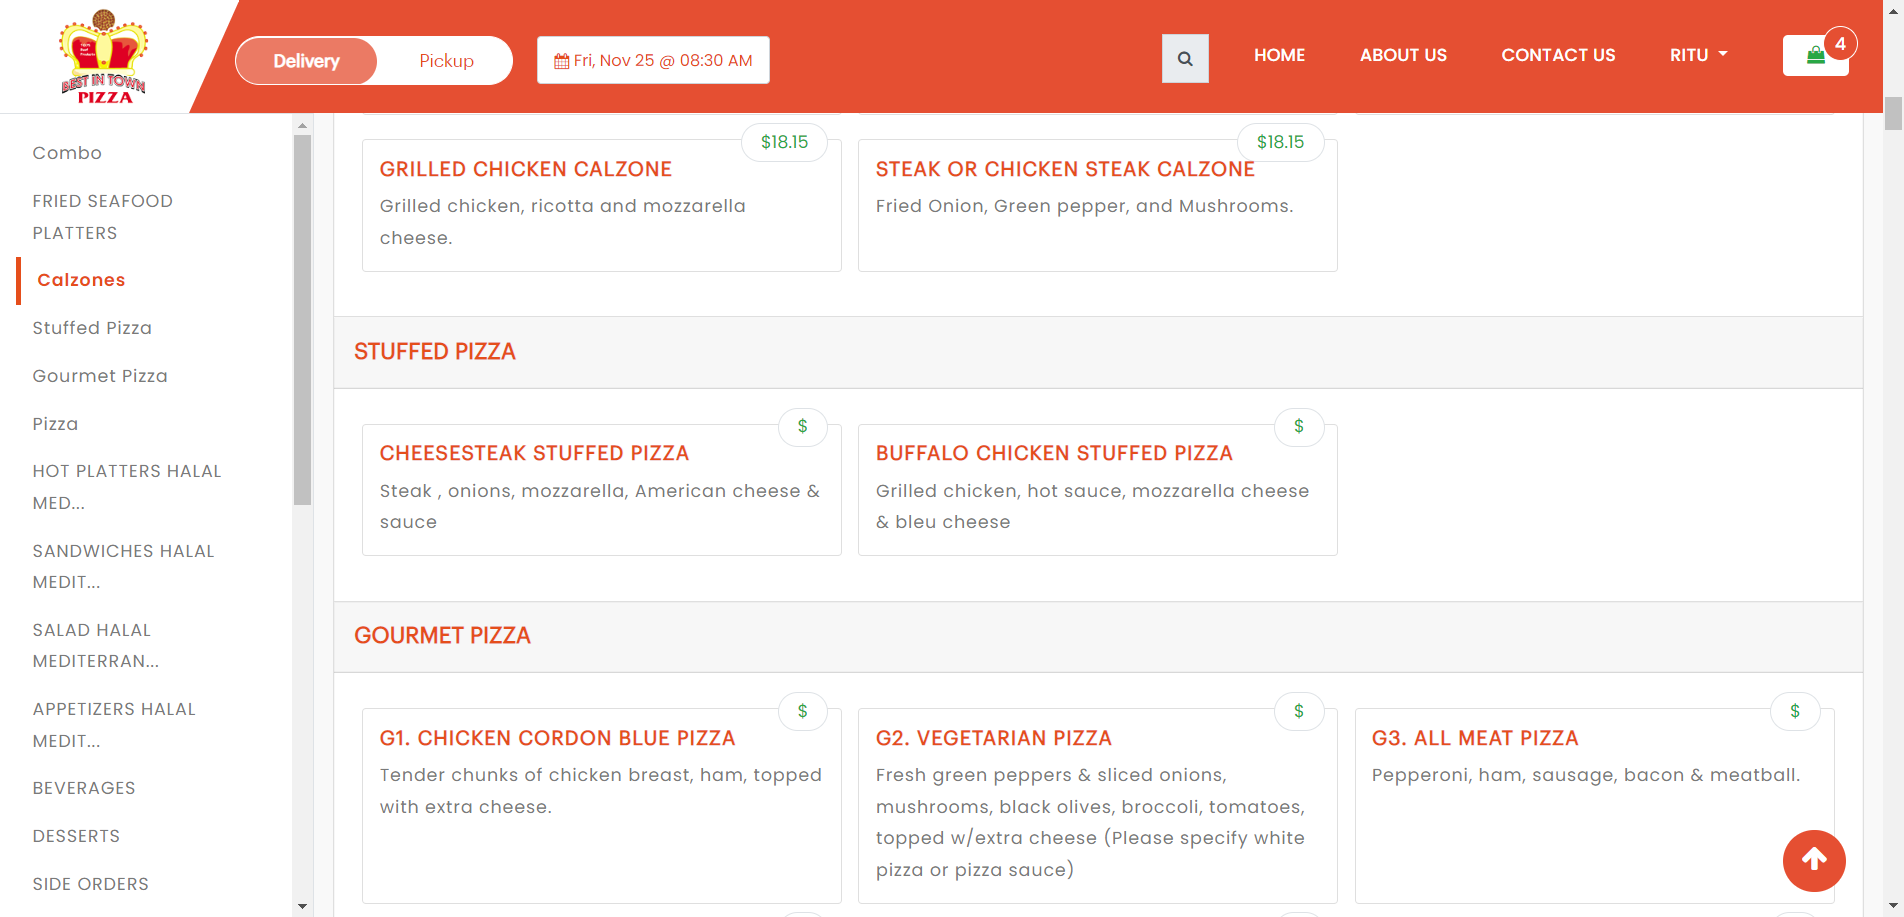 BEST IN TOWN
PIZZA
Delivery
Pickup
Fri, Nov 25 @ 08:30 AM
HOME
ABOUT US
CONTACT US
RITU
4
Combo
FRIED SEAFOOD
PLATTERS
Calzones
Stuffed Pizza
Gourmet Pizza
Pizza
HOT PLATTERS HALAL
MED...
SANDWICHES HALAL
MEDIT...
SALAD HALAL
MEDITERRAN...
APPETIZERS HALAL
MEDIT...
BEVERAGES
DESSERTS
SIDE ORDERS
$18.15
GRILLED CHICKEN CALZONE
Grilled chicken, ricotta and mozzarella
cheese.
$18.15
STEAK OR CHICKEN STEAK CALZONE
Fried Onion, Green pepper, and Mushrooms.
STUFFED PIZZA
$
CHEESESTEAK STUFFED PIZZA
Steak , onions, mozzarella, American cheese &
sauce
$
BUFFALO CHICKEN STUFFED PIZZA
Grilled chicken, hot sauce, mozzarella cheese
& bleu cheese
GOURMET PIZZA
$
G1. CHICKEN CORDON BLUE PIZZA
Tender chunks of chicken breast, ham, topped
with extra cheese.
$
G2. VEGETARIAN PIZZA
Fresh green peppers & sliced onions,
mushrooms, black olives, broccoli, tomatoes,
topped w/extra cheese (Please specify white
pizza or pizza sauce)
$
G3. ALL MEAT PIZZA
Pepperoni, ham, sausage, bacon & meatball.